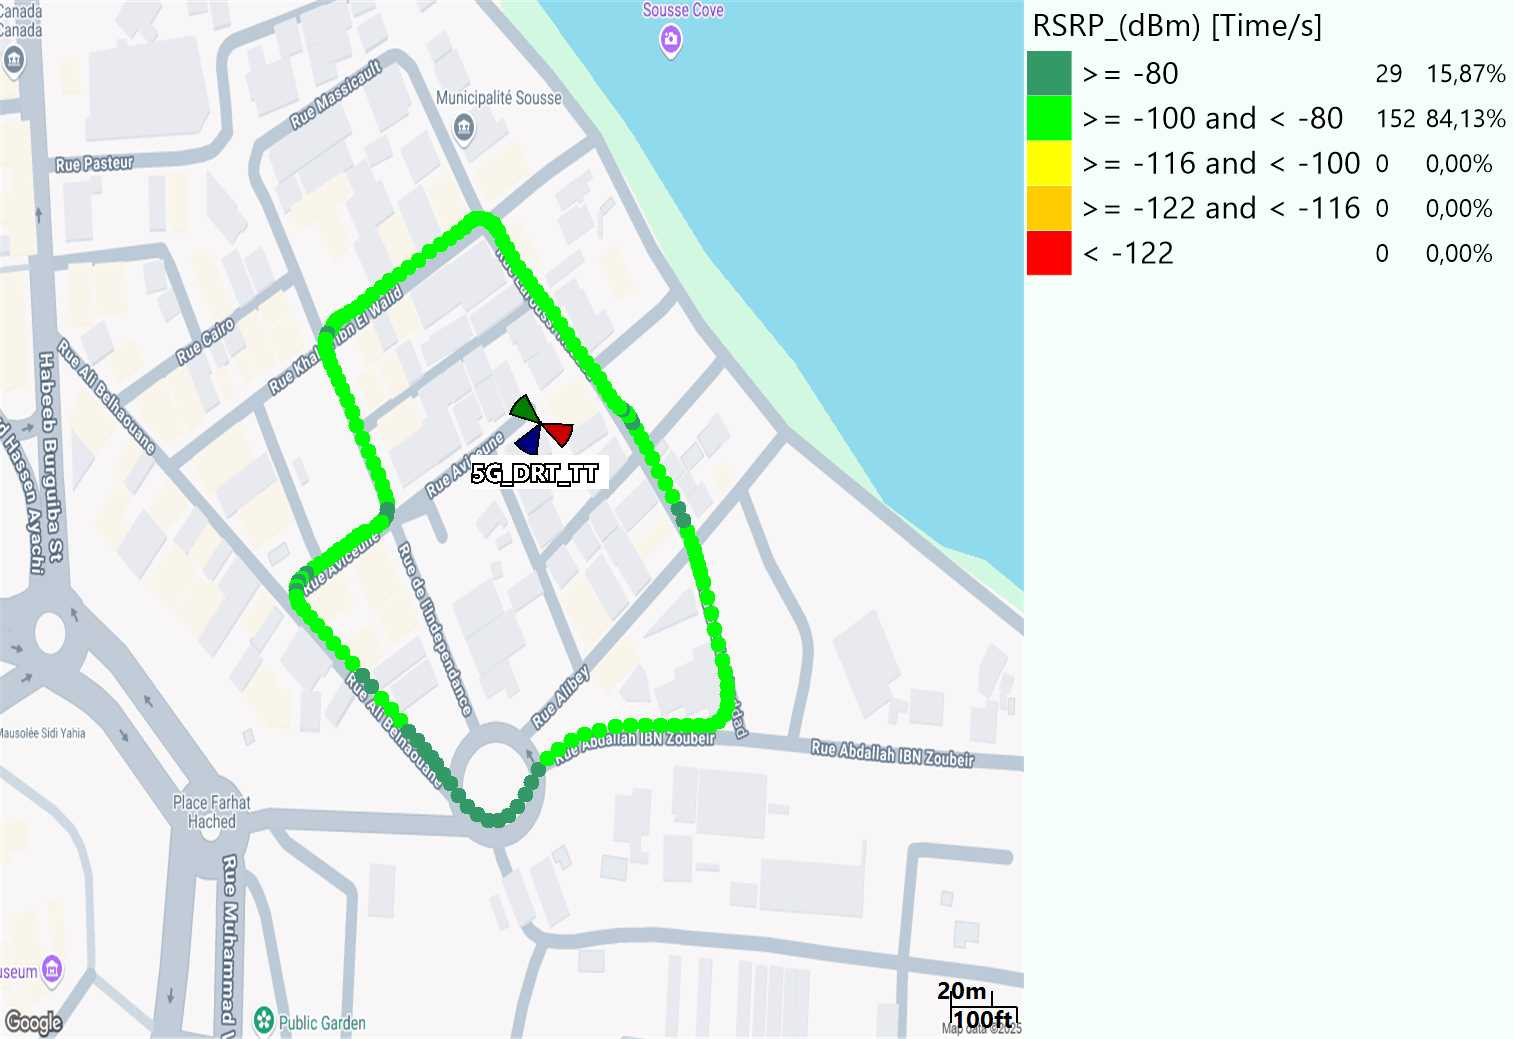 Canada
Canada
Sousse Cove
Municipalité Sousse
Rue Massicault
Rue Pasteur
Rue Cairo
Rue Ali Belhaouane
Habeeb Burguiba St
Hassen Ayachi
Ibn El Walid
Rue Avicenne
5G_DRT_TT
Rue Aviceune
Rue de l'independance
Rue Alibey
Rue Ali Belhaouane
Rue Abdallah IBN Zoubeir
Rue Abdallah IBN Zoubeir
Mausolée Sidi Yahia
Place Farhat
Hached
Rue Muhammad
Public Garden
Google
20m
100ft
Map data ©2025
RSRP_(dBm) [Time/s]
>= -80 29 15,87%
>= -100 and < -80 152 84,13%
>= -116 and < -100 0 0,00%
>= -122 and < -116 0 0,00%
< -122 0 0,00%